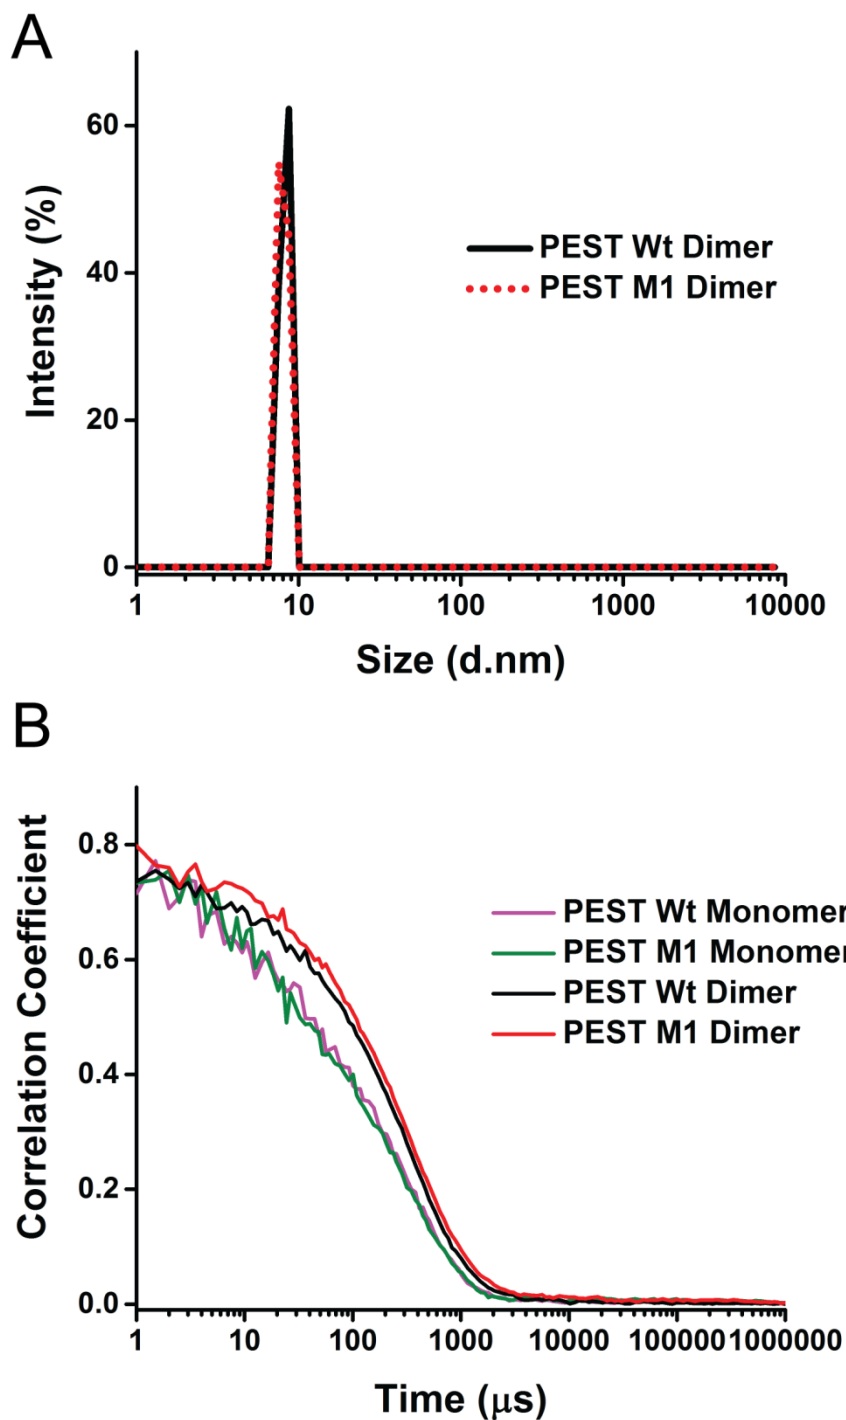 A
Intensity (%)
60
40
20
0
PEST Wt Dimer
PEST M1 Dimer
1 10 100 1000 10000
Size (d.nm)
B
Correlation Coefficient
0.8
0.6
0.4
0.2
0.0
PEST Wt Monomer
PEST M1 Monomer
PEST Wt Dimer
PEST M1 Dimer
1 10 100 1000 10000 100000 1000000
Time (μs)